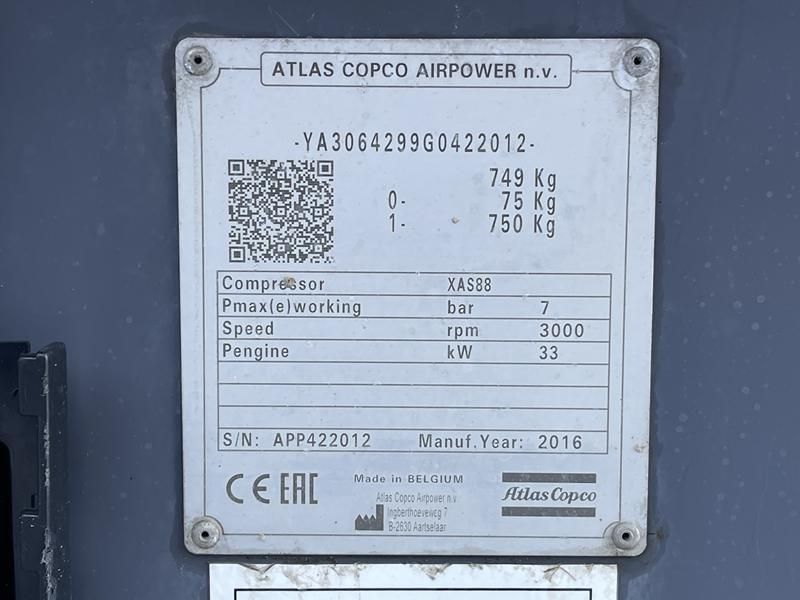 ATLAS COPCO AIRPOWER n.v.
-YA3064299G0422012-
749 Kg
0- 75 Kg
1- 750 Kg
Compressor XAS88
Pmax(e)working bar 7
Speed rpm 3000
Pengine kW 33
S/N: APP422012 Manuf.Year: 2016
CE EAC
Made in BELGIUM
Atlas Copco Airpower n.v.
Ingberthoeveweg 7
B-2630 Aartselaar
Atlas Copco